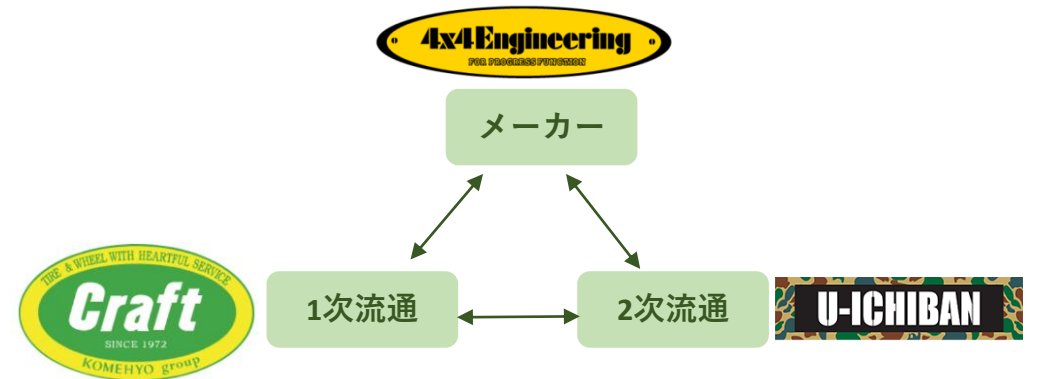 4x4Engineering
FOR PROGRESS FUNCTION
メーカー
TIRE & WHEEL WITH HEARTFUL SERVICE
Craft
SINCE 1972
KOMEHYO group
1次流通
2次流通
U-ICHIBAN